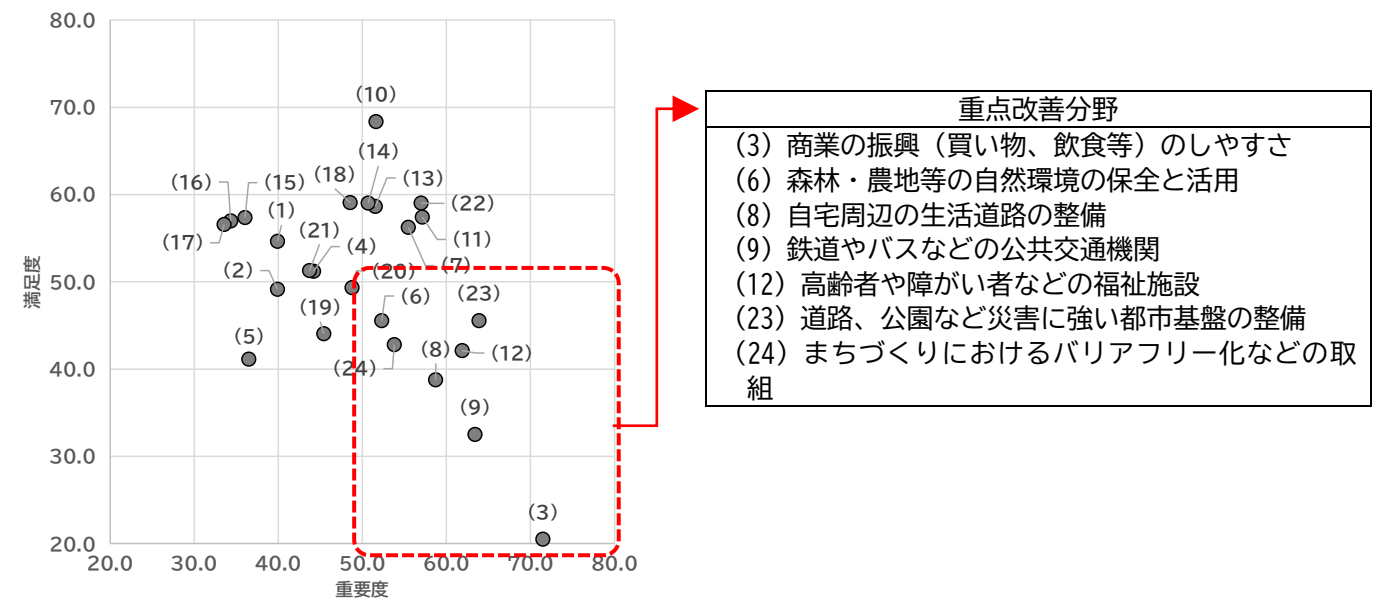 80.0
70.0
60.0
50.0
40.0
30.0
20.0
満足度
20.0 30.0 40.0 50.0 60.0 70.0 80.0
重要度
(10)
(14)
(18) (13)
(16) (15) (22)
(1)
(17) (21) (4) (11)
(7)
(2) (20)
(6) (23)
(19)
(5) (8) (12)
(24)
(9)
(3)
重点改善分野
(3) 商業の振興（買い物、飲食等）のしやすさ
(6) 森林・農地等の自然環境の保全と活用
(8) 自宅周辺の生活道路の整備
(9) 鉄道やバスなどの公共交通機関
(12) 高齢者や障がい者などの福祉施設
(23) 道路、公園など災害に強い都市基盤の整備
(24) まちづくりにおけるバリアフリー化などの取
組